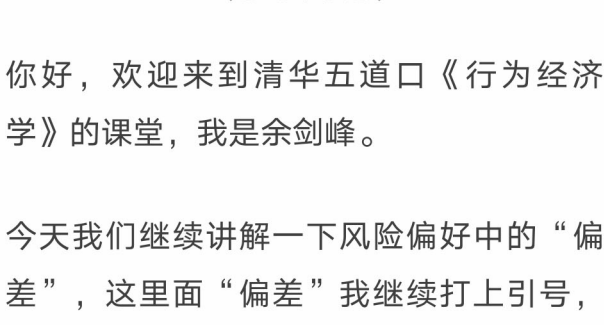 你好，欢迎来到清华五道口《行为经济
学》的课堂，我是余剑峰。
今天我们继续讲解一下风险偏好中的“偏
差”，这里面“偏差”我继续打上引号，